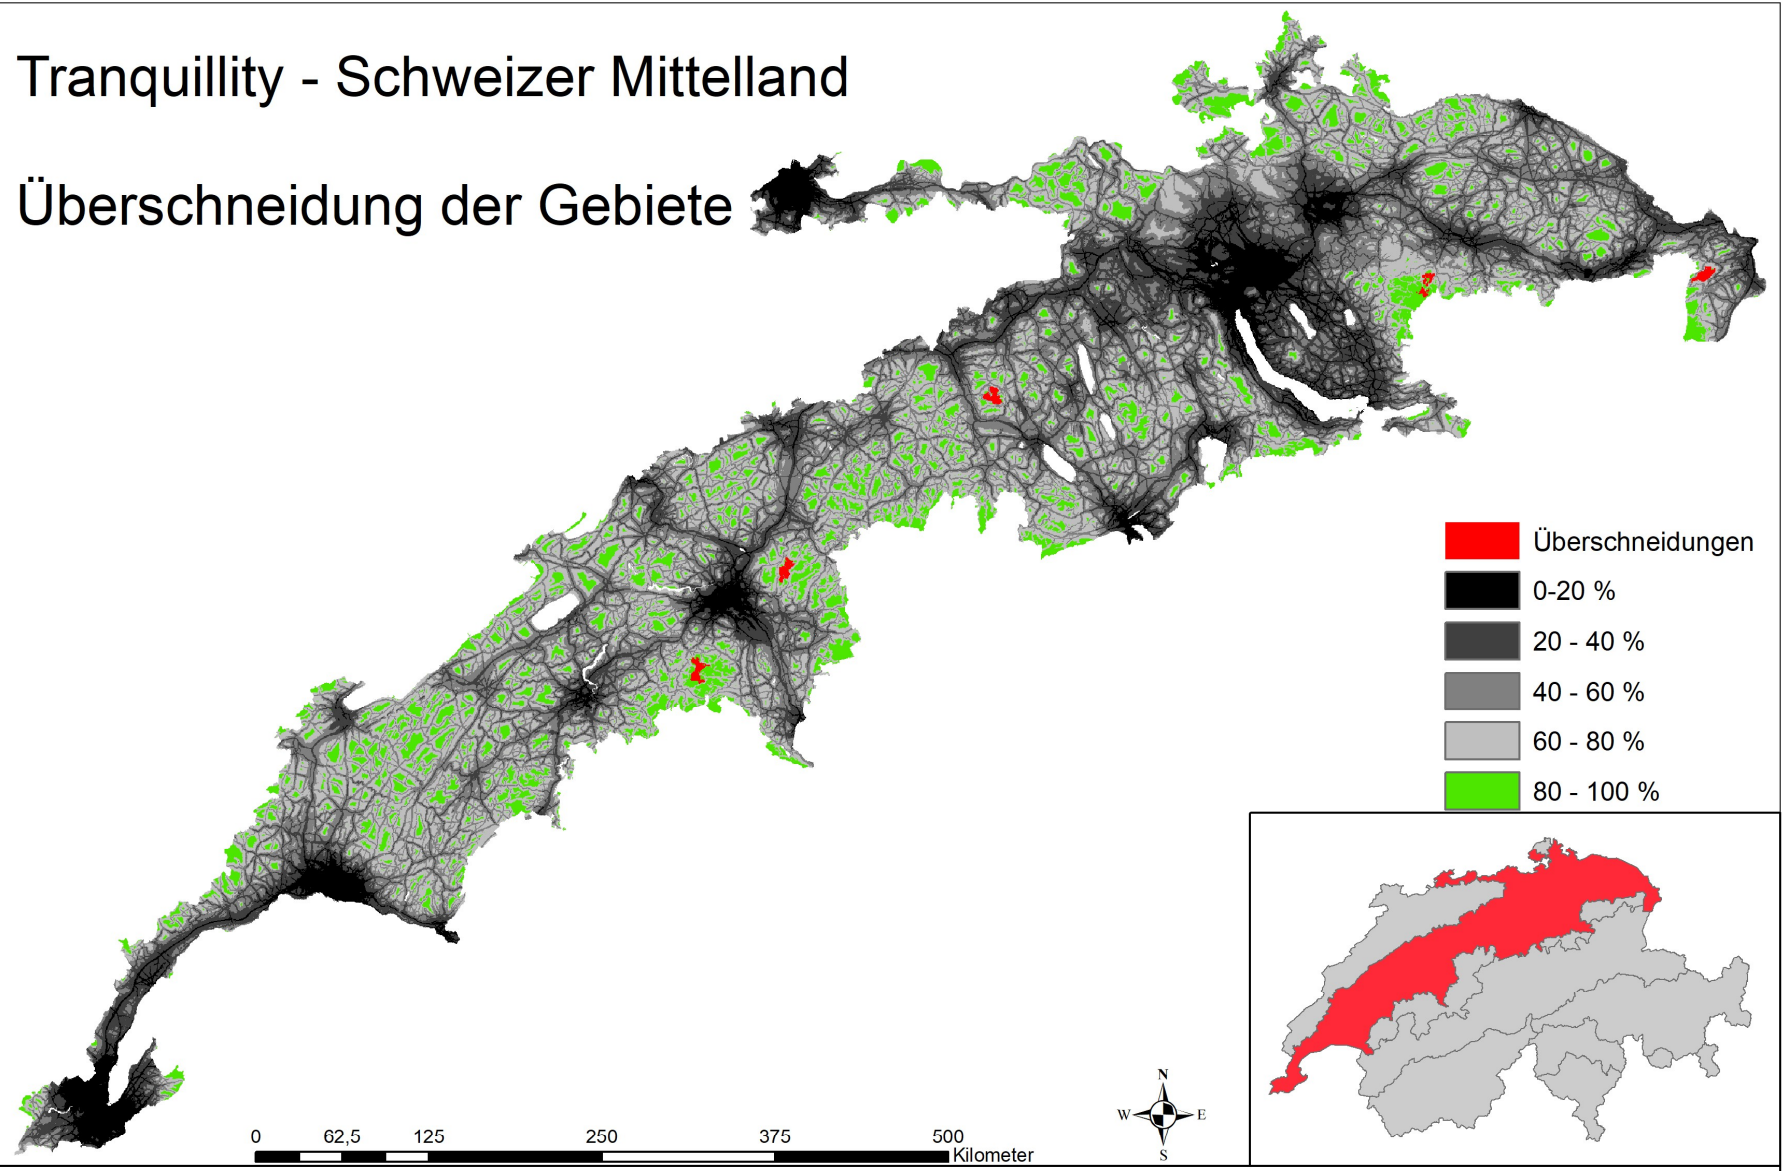 Tranquillity - Schweizer Mittelland
Überschneidung der Gebiete
Überschneidungen
0-20 %
20 - 40 %
40 - 60 %
60 - 80 %
80 - 100 %
N
W E
S
0 62,5 125 250 375 500
Kilometer